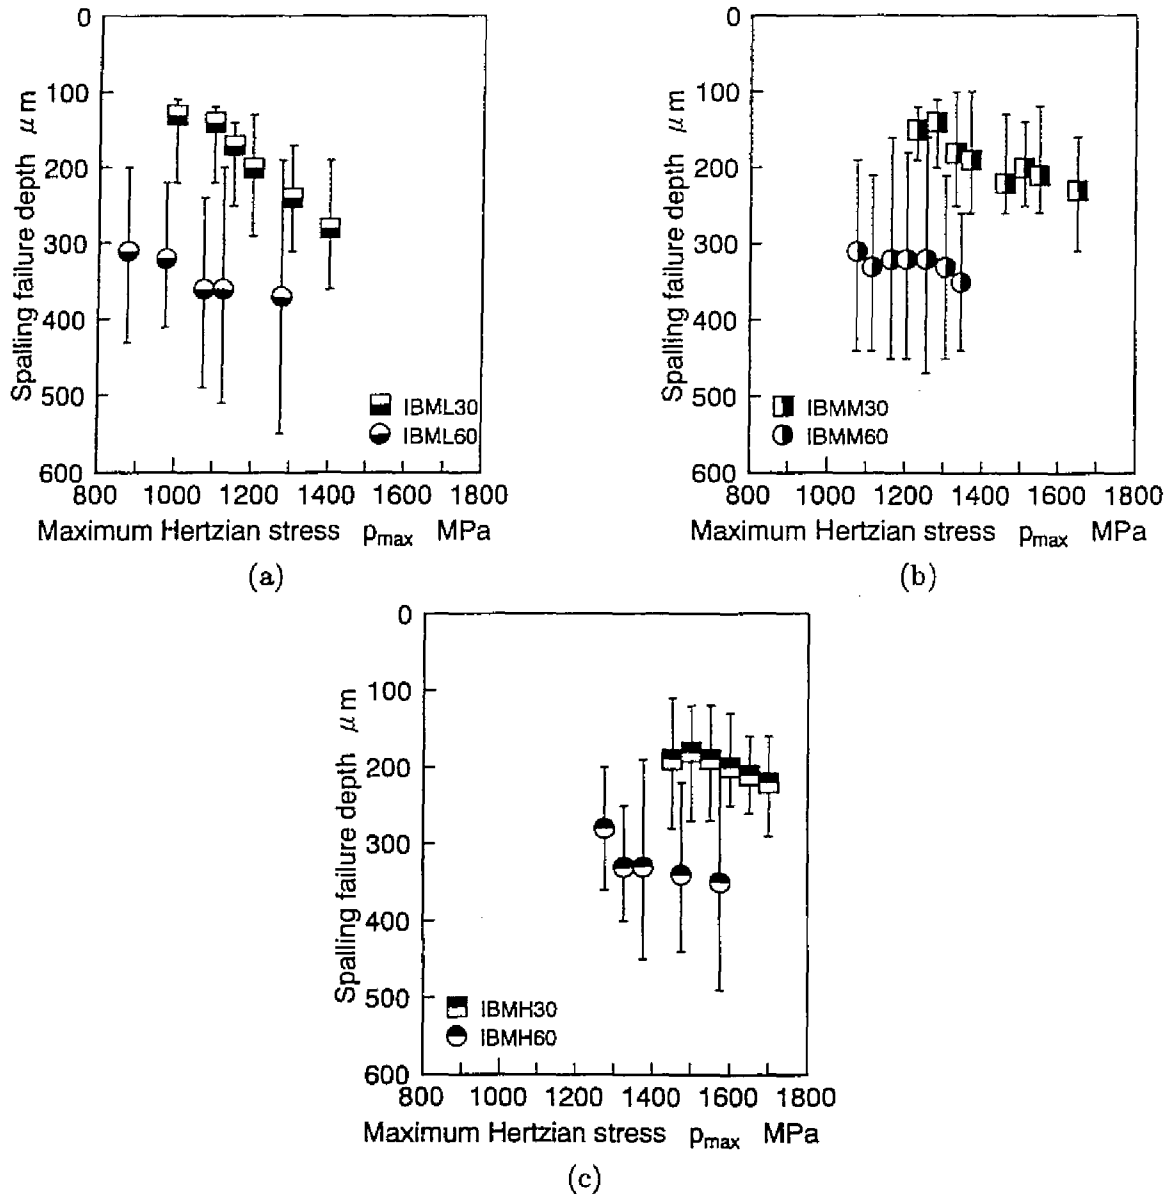 0
100
200
300
400
500
600
Spalling failure depth μm
IBML30
IBML60
800 1000 1200 1400 1600 1800
Maximum Hertzian stress pmax MPa
(a)
0
100
200
300
400
500
600
Spalling failure depth μm
IBMM30
IBMM60
800 1000 1200 1400 1600 1800
Maximum Hertzian stress pmax MPa
(b)
0
100
200
300
400
500
600
Spalling failure depth μm
IBMH30
IBMH60
800 1000 1200 1400 1600 1800
Maximum Hertzian stress pmax MPa
(c)